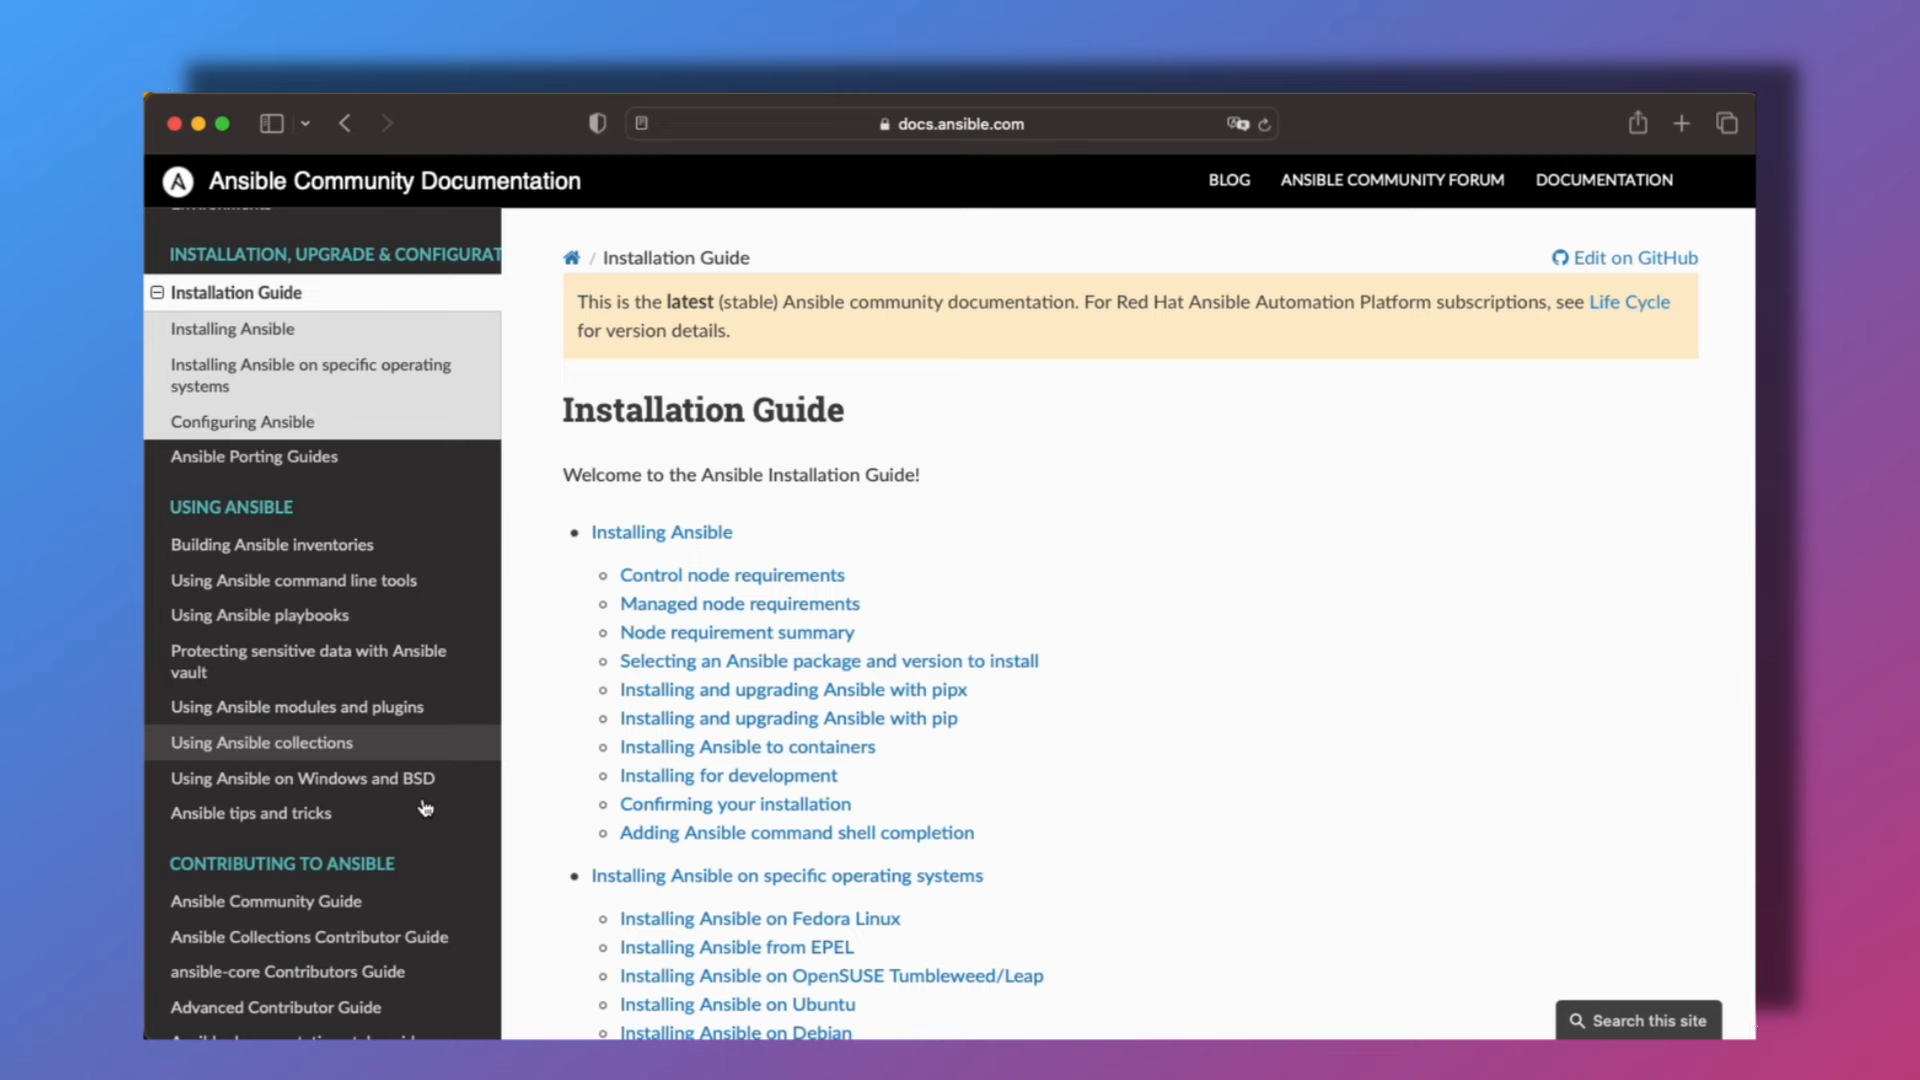 docs.ansible.com
Ansible Community Documentation
BLOG
ANSIBLE COMMUNITY FORUM
DOCUMENTATION
INSTALLATION, UPGRADE & CONFIGURAT
Installation Guide
Installing Ansible
Installing Ansible on specific operating
systems
Configuring Ansible
Ansible Porting Guides
USING ANSIBLE
Building Ansible inventories
Using Ansible command line tools
Using Ansible playbooks
Protecting sensitive data with Ansible
vault
Using Ansible modules and plugins
Using Ansible collections
Using Ansible on Windows and BSD
Ansible tips and tricks
CONTRIBUTING TO ANSIBLE
Ansible Community Guide
Ansible Collections Contributor Guide
ansible-core Contributors Guide
Advanced Contributor Guide
/ Installation Guide
Edit on GitHub
This is the latest (stable) Ansible community documentation. For Red Hat Ansible Automation Platform subscriptions, see Life Cycle
for version details.
Installation Guide
Welcome to the Ansible Installation Guide!
Installing Ansible
Control node requirements
Managed node requirements
Node requirement summary
Selecting an Ansible package and version to install
Installing and upgrading Ansible with pipx
Installing and upgrading Ansible with pip
Installing Ansible to containers
Installing for development
Confirming your installation
Adding Ansible command shell completion
Installing Ansible on specific operating systems
Installing Ansible on Fedora Linux
Installing Ansible from EPEL
Installing Ansible on OpenSUSE Tumbleweed/Leap
Installing Ansible on Ubuntu
Installing Ansible on Debian
Search this site